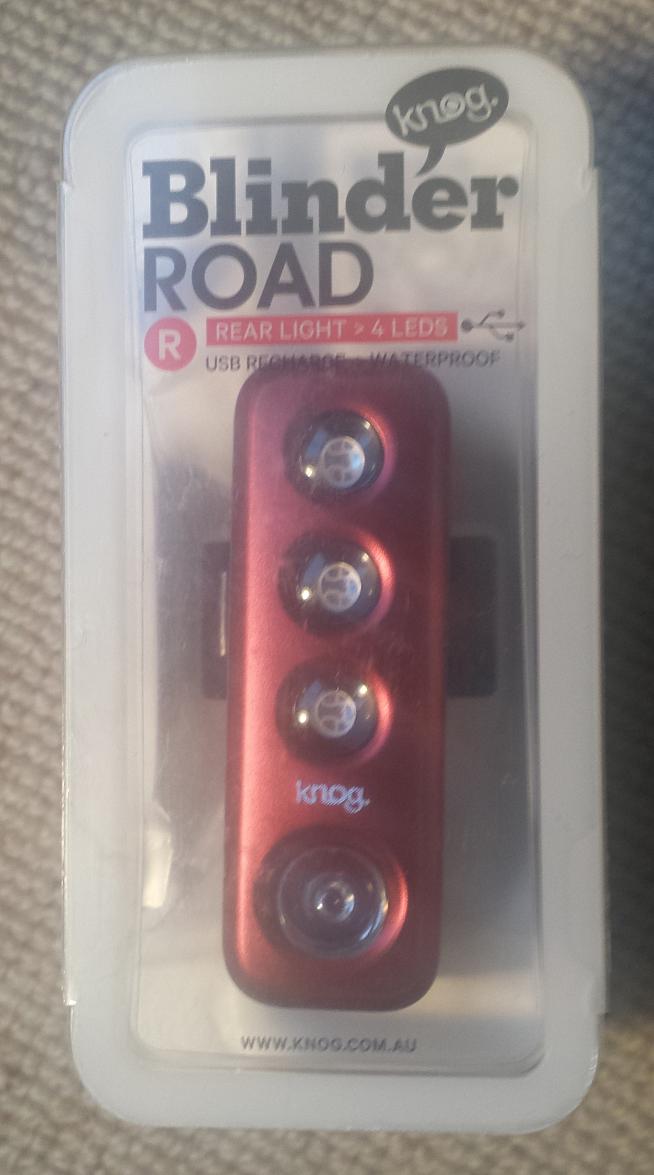 knog.
Blinder
ROAD
R
REAR LIGHT > 4 LEDS
USB RECHARGE > WATERPROOF
knog.
WWW.KNOG.COM.AU